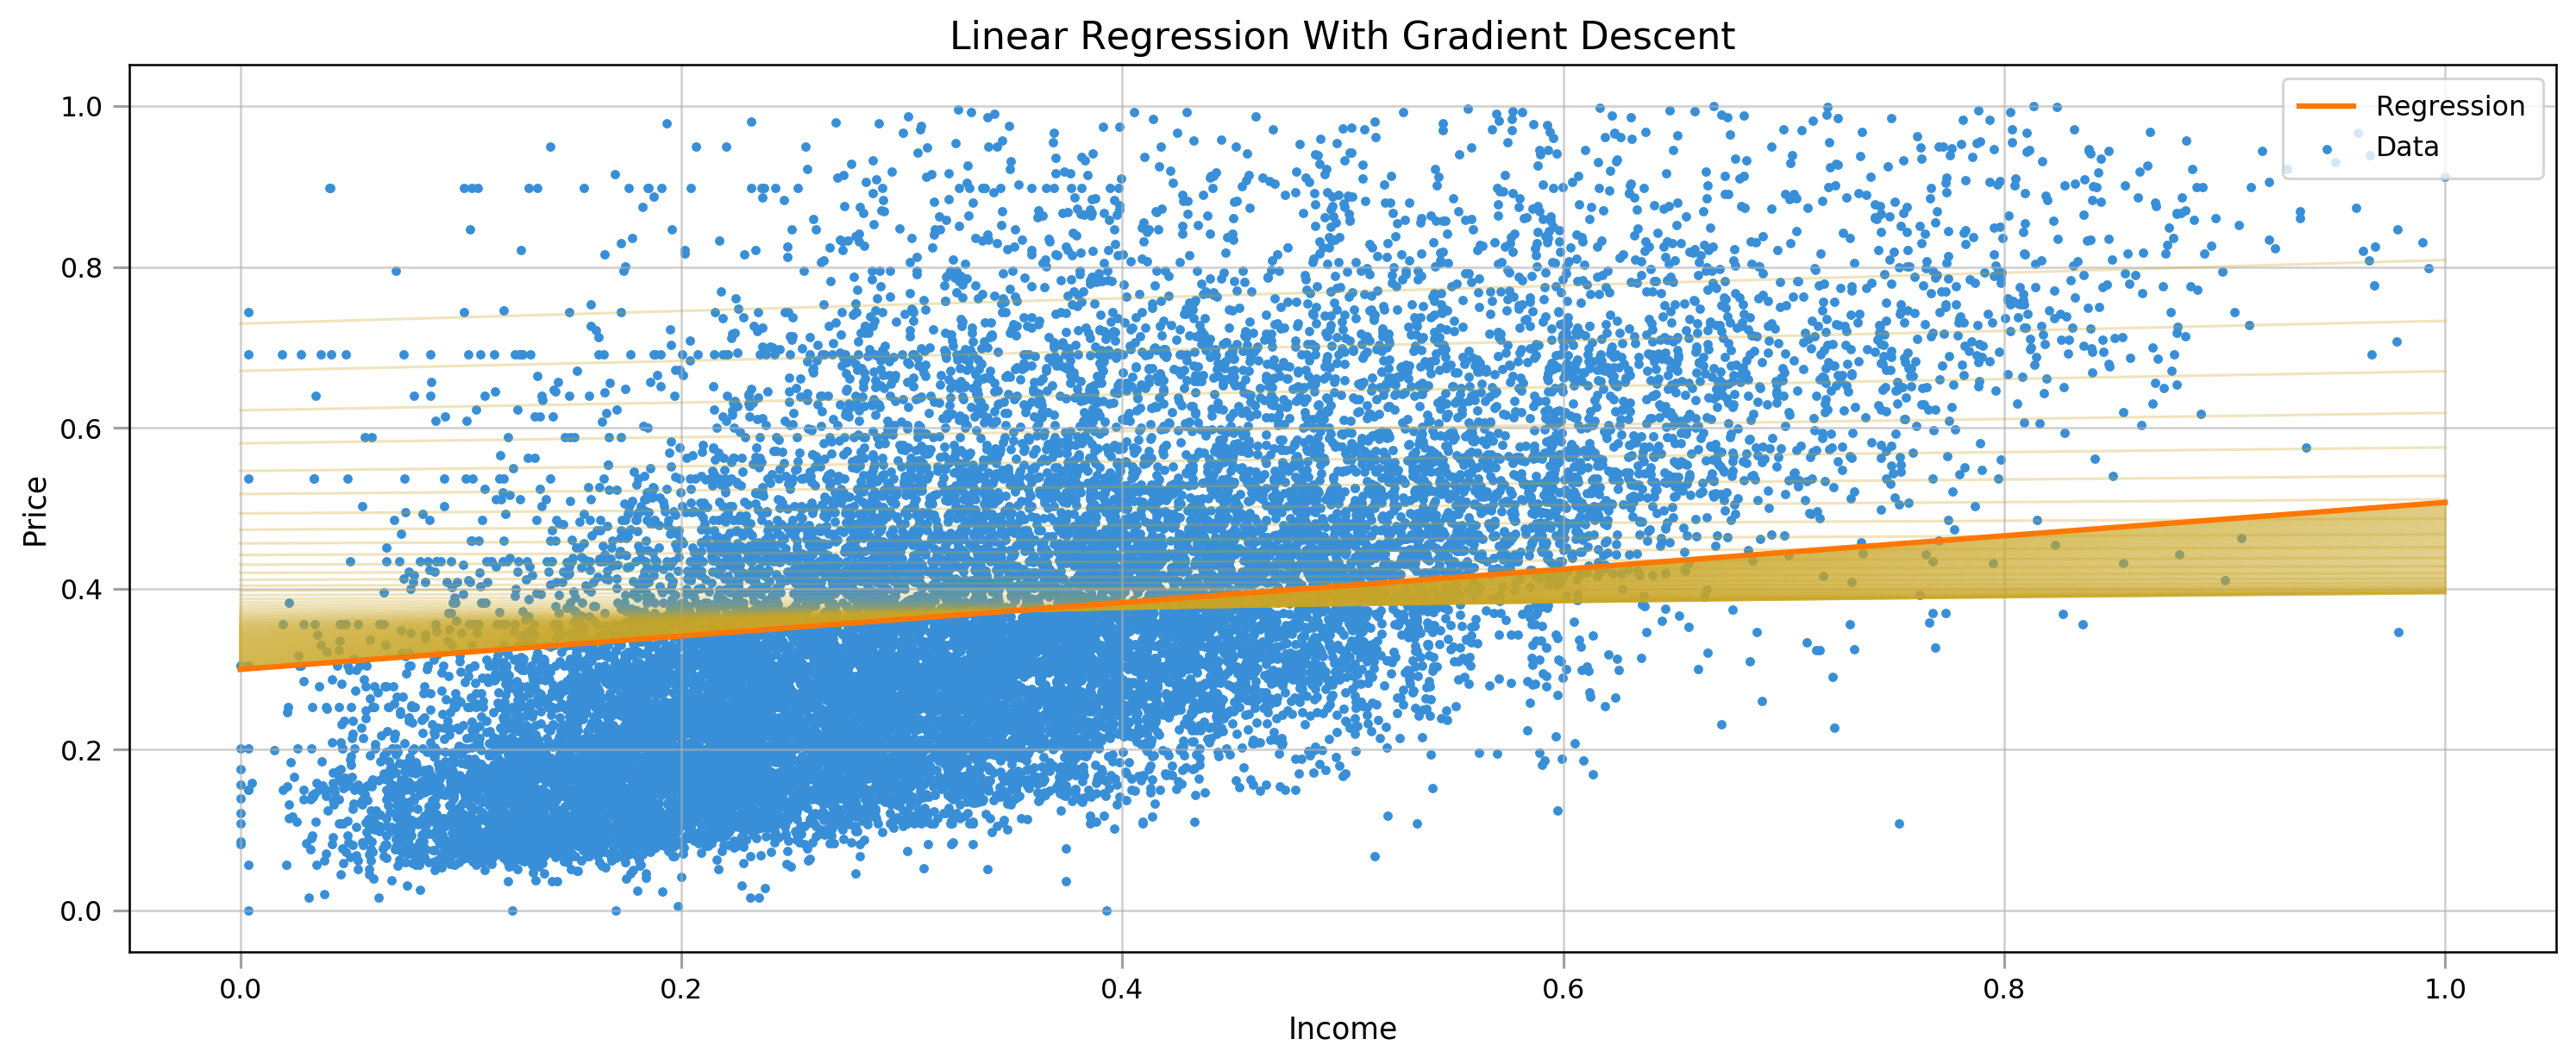 Linear Regression With Gradient Descent
Regression
Data
Price
1.0
0.8
0.6
0.4
0.2
0.0
0.0 0.2 0.4 0.6 0.8 1.0
Income